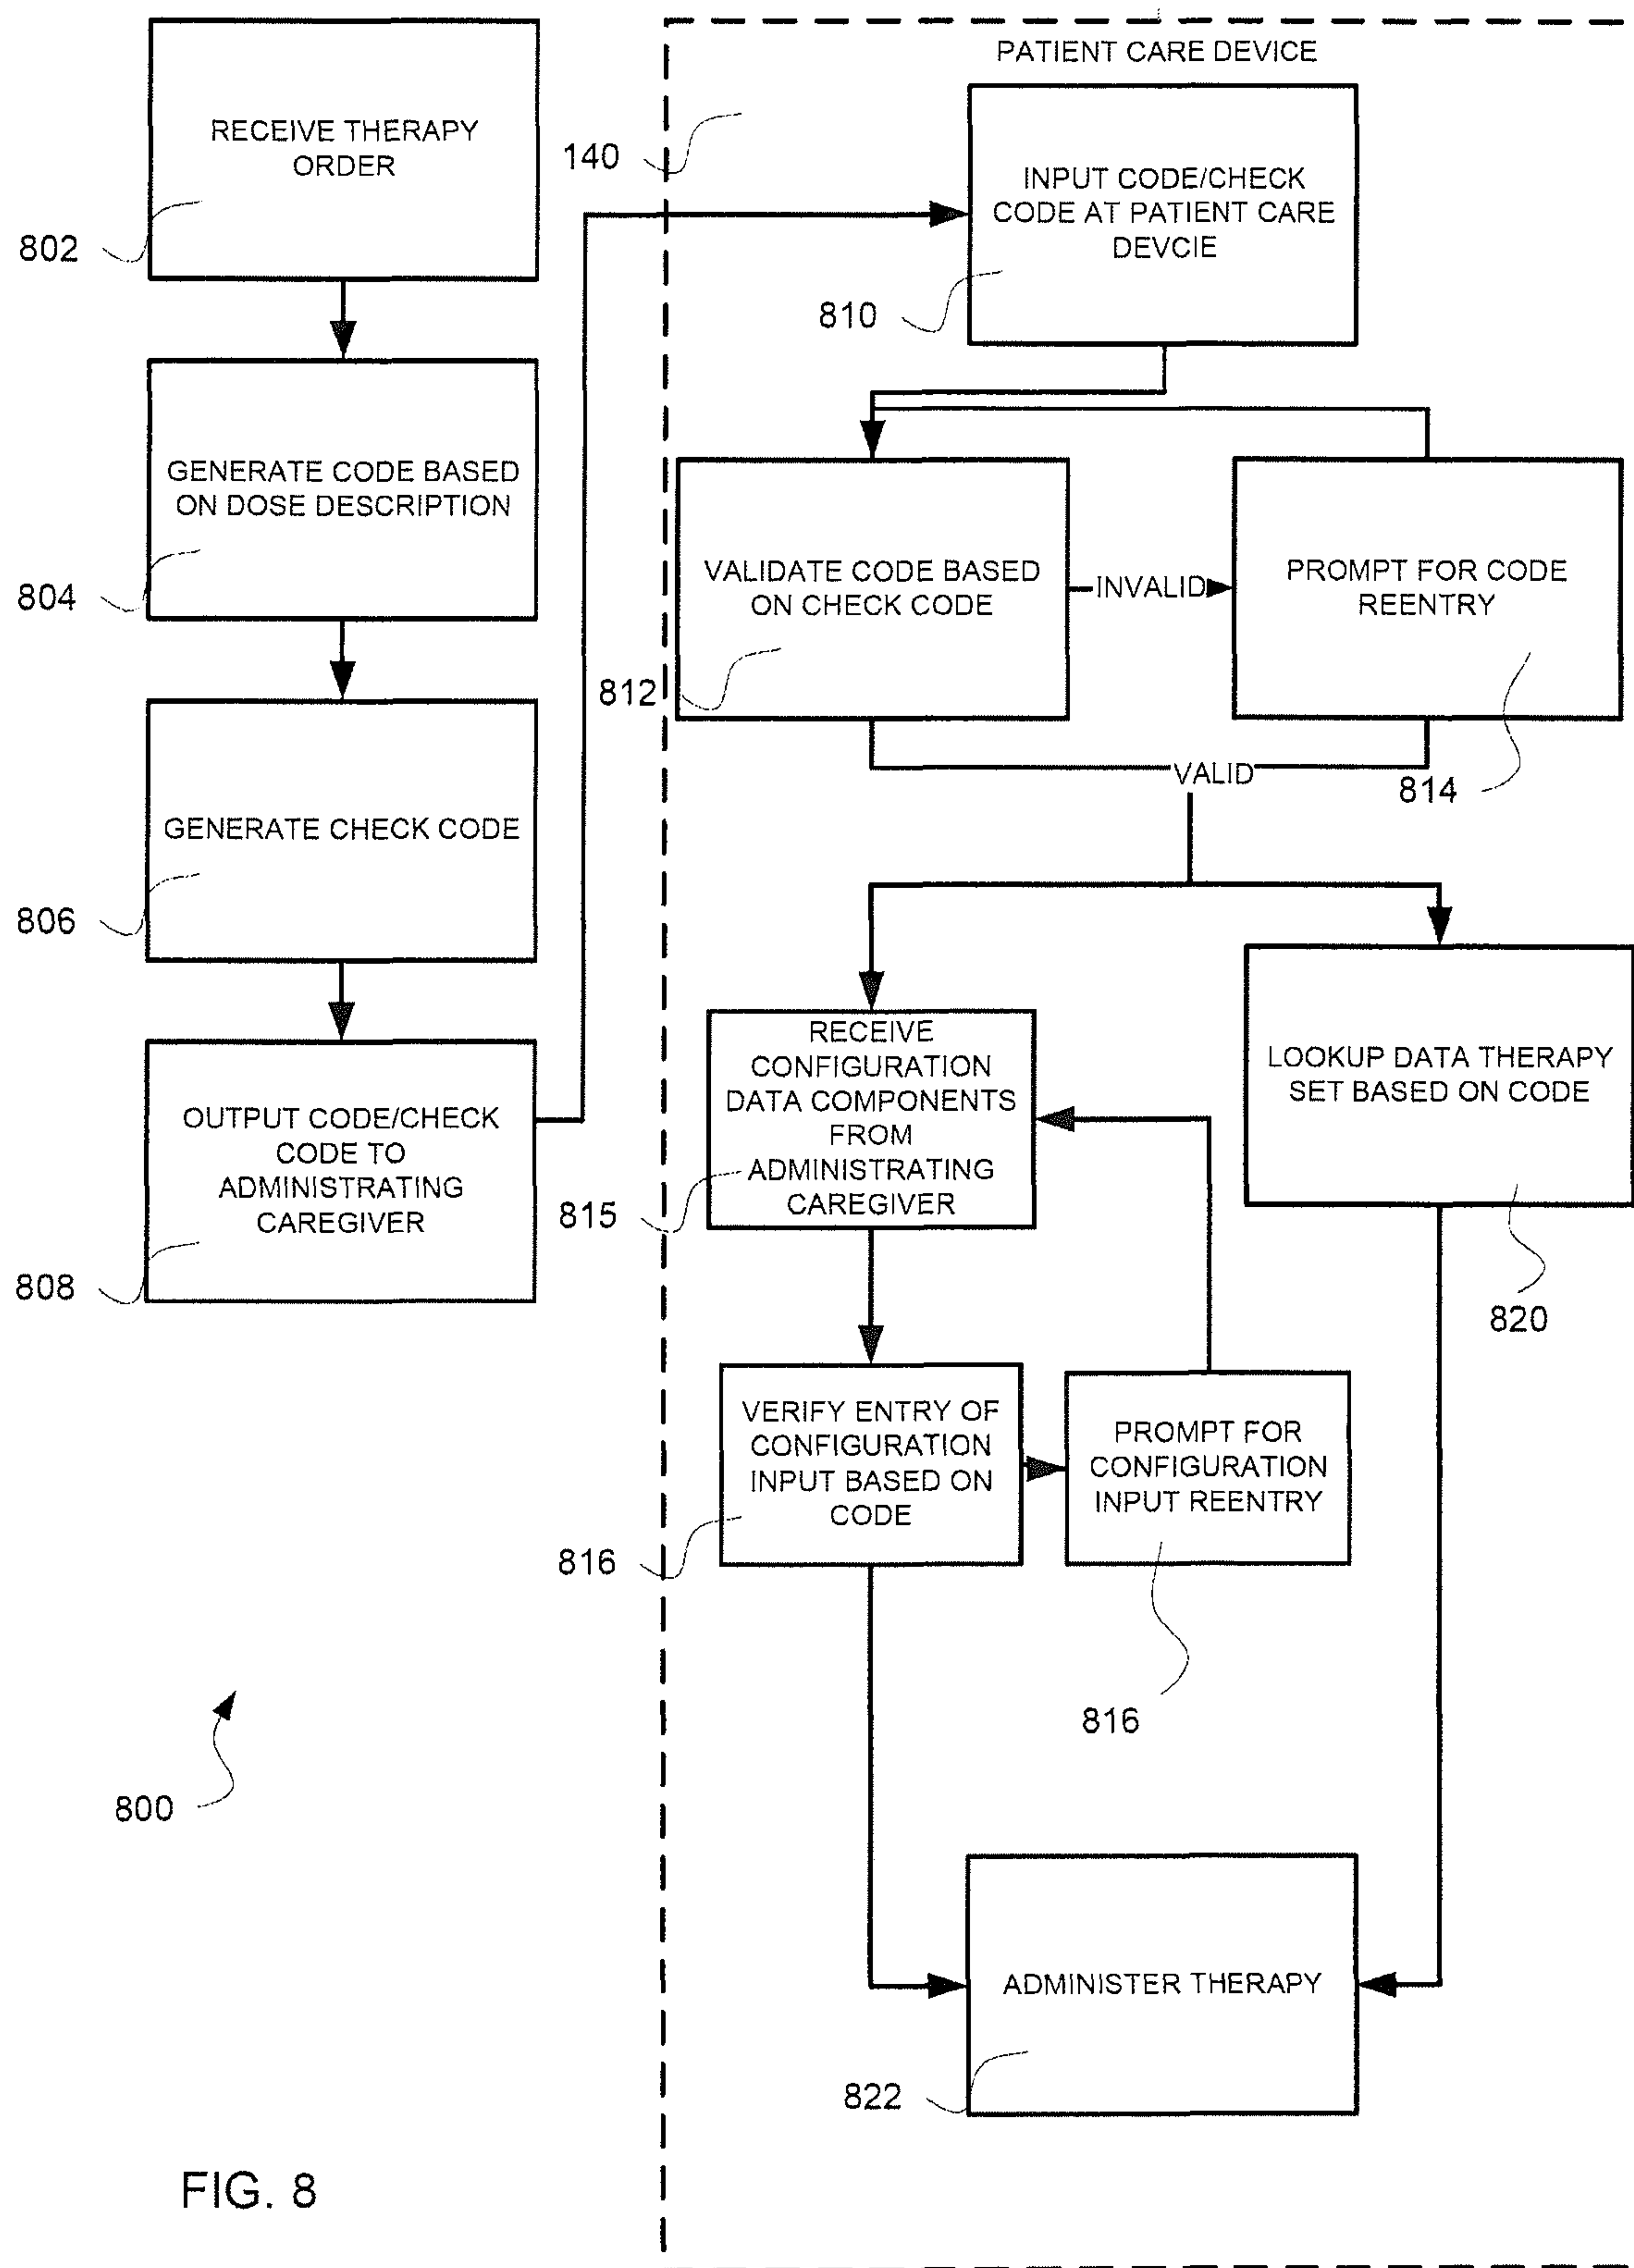 PATIENT CARE DEVICE
RECEIVE THERAPY
ORDER
802
140
INPUT CODE/CHECK
CODE AT PATIENT CARE
DEVCIE
810
GENERATE CODE BASED
ON DOSE DESCRIPTION
804
VALIDATE CODE BASED
ON CHECK CODE
812
INVALID
PROMPT FOR CODE
REENTRY
814
VALID
GENERATE CHECK CODE
806
OUTPUT CODE/CHECK
CODE TO
ADMINISTRATING
CAREGIVER
808
RECEIVE
CONFIGURATION
DATA COMPONENTS
FROM
ADMINISTRATING
CAREGIVER
815
LOOKUP DATA THERAPY
SET BASED ON CODE
820
VERIFY ENTRY OF
CONFIGURATION
INPUT BASED ON
CODE
816
PROMPT FOR
CONFIGURATION
INPUT REENTRY
816
800
ADMINISTER THERAPY
822
FIG. 8